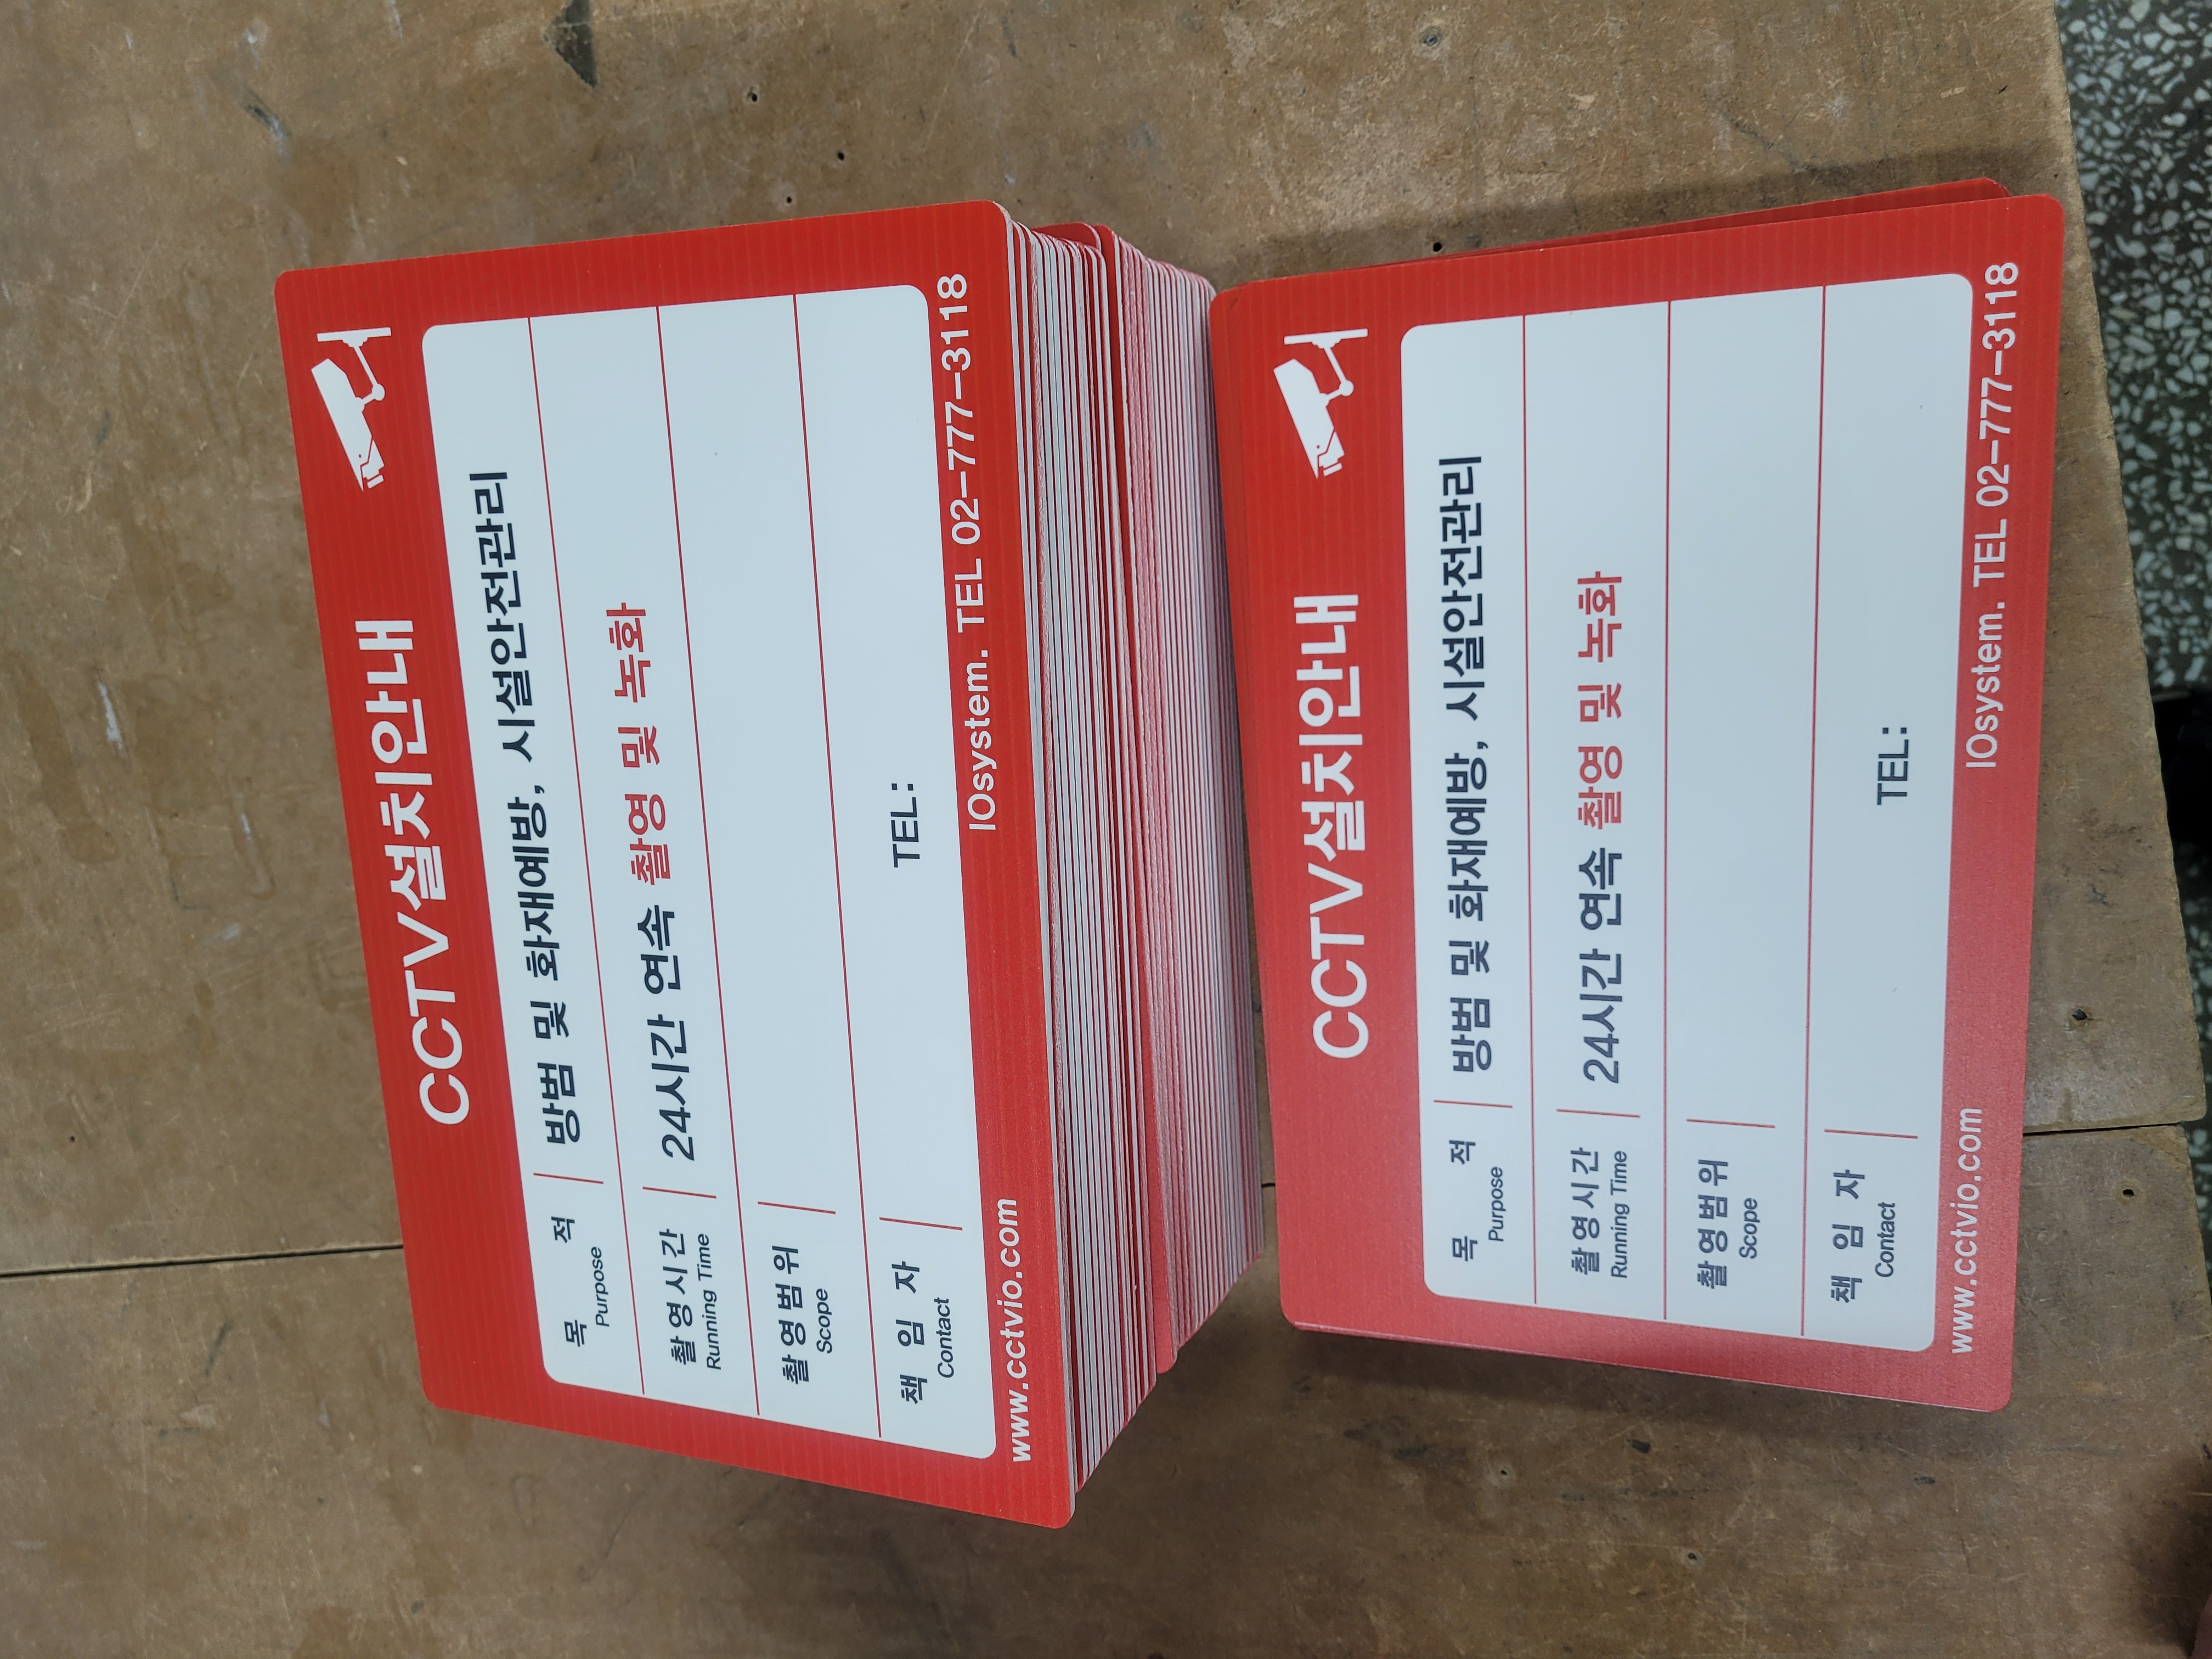 CCTV설치안내
목 적
Purpose
방범 및 화재예방, 시설안전관리
촬영시간
Running Time
24시간 연속 촬영 및 녹화
촬영범위
Scope
책 임 자
Contact
TEL:
www.cctvio.com
IOsystem. TEL 02-777-3118
CCTV설치안내
목 적
Purpose
방범 및 화재예방, 시설안전관리
촬영시간
Running Time
24시간 연속 촬영 및 녹화
촬영범위
Scope
책 임 자
Contact
TEL:
www.cctvio.com
IOsystem. TEL 02-777-3118